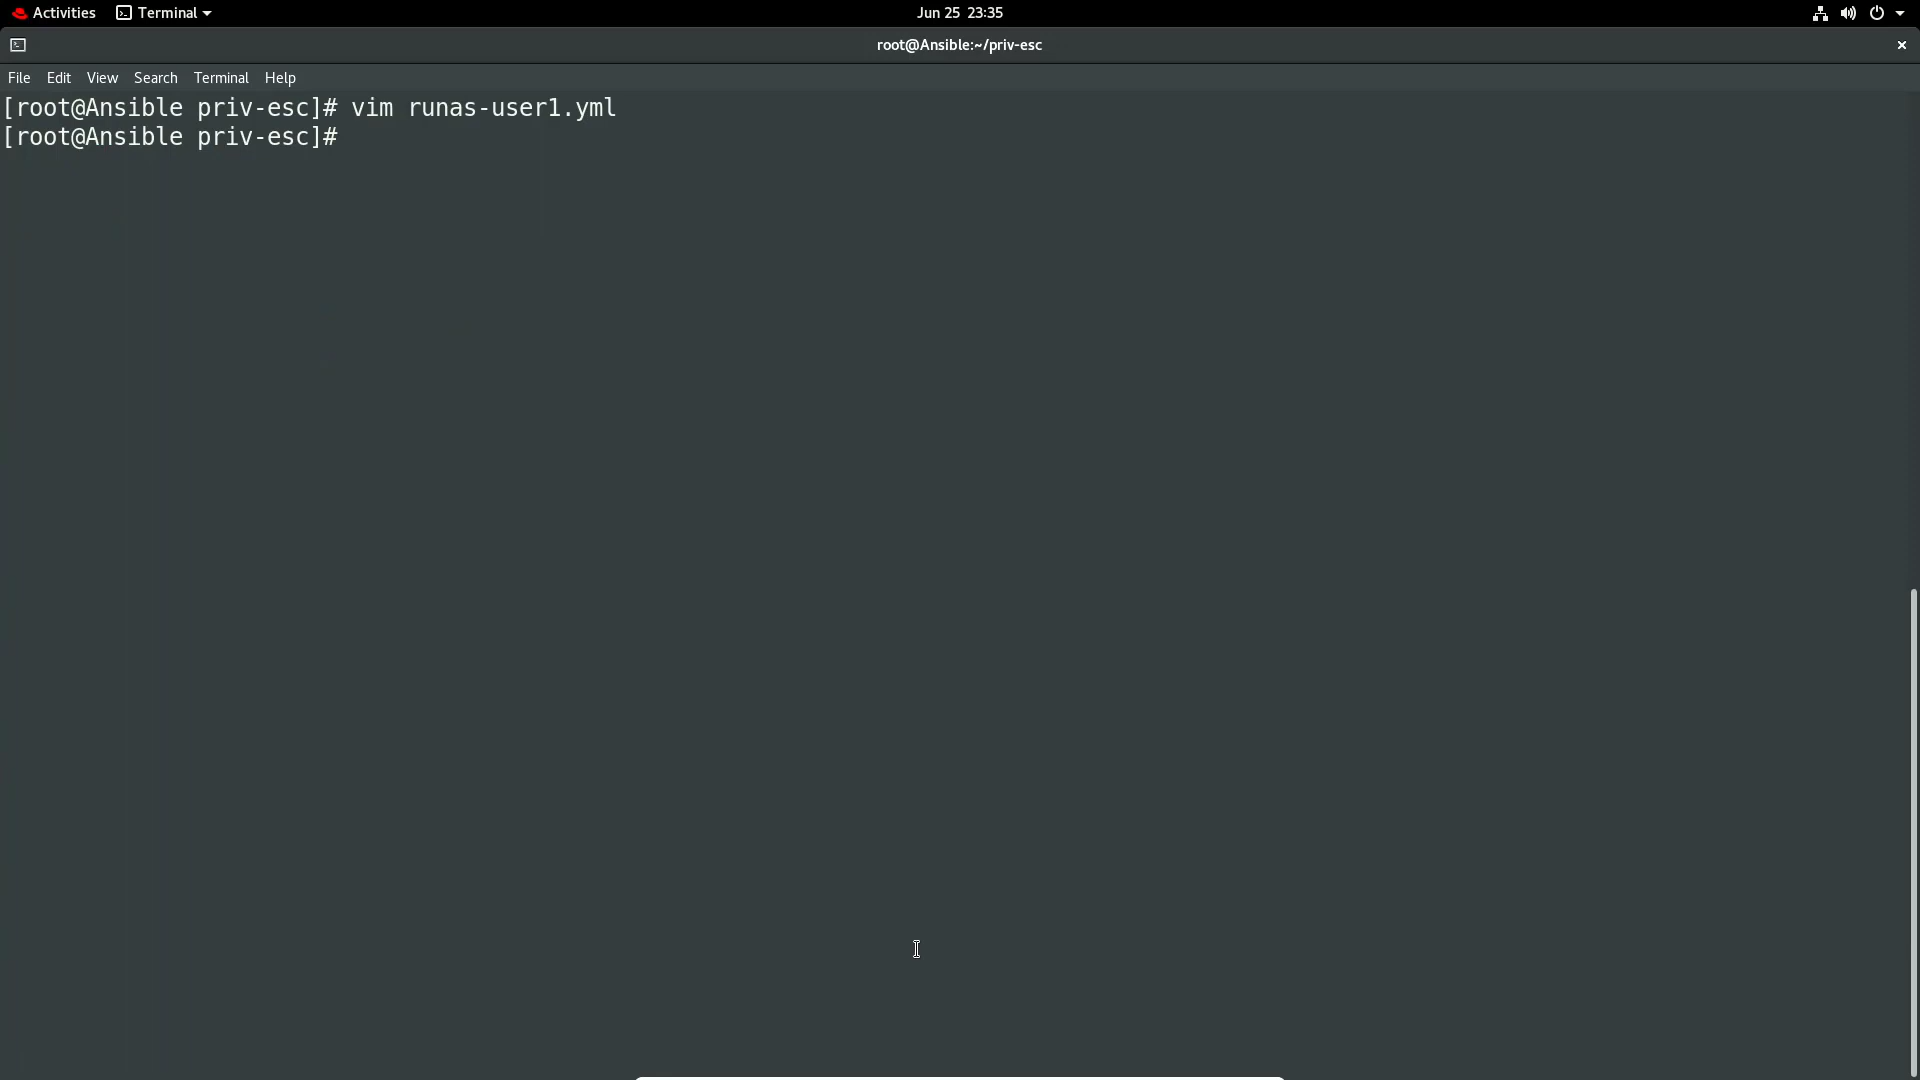 Activities Terminal Jun 25 23:35
root@Ansible:~/priv-esc
File Edit View Search Terminal Help
[root@Ansible priv-esc]# vim runas-user1.yml
[root@Ansible priv-esc]#